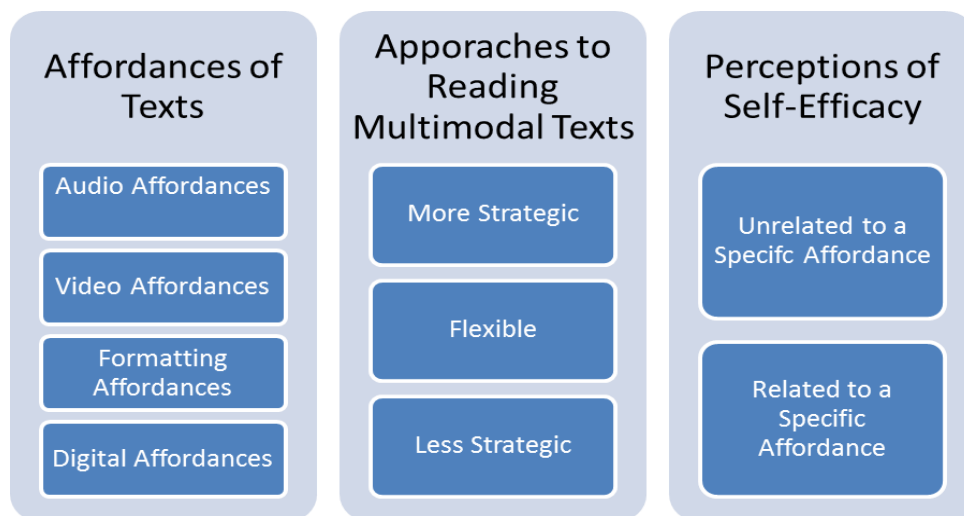 Affordances of
Texts
Audio Affordances
Video Affordances
Formatting
Affordances
Digital Affordances
Apporaches to
Reading
Multimodal Texts
More Strategic
Flexible
Less Strategic
Perceptions of
Self-Efficacy
Unrelated to a
Specifc Affordance
Related to a
Specific
Affordance